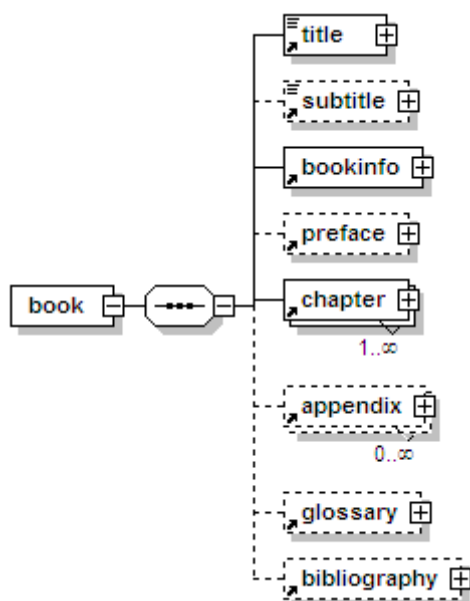 title
subtitle
bookinfo
preface
book
chapter
1..∞
appendix
0..∞
glossary
bibliography